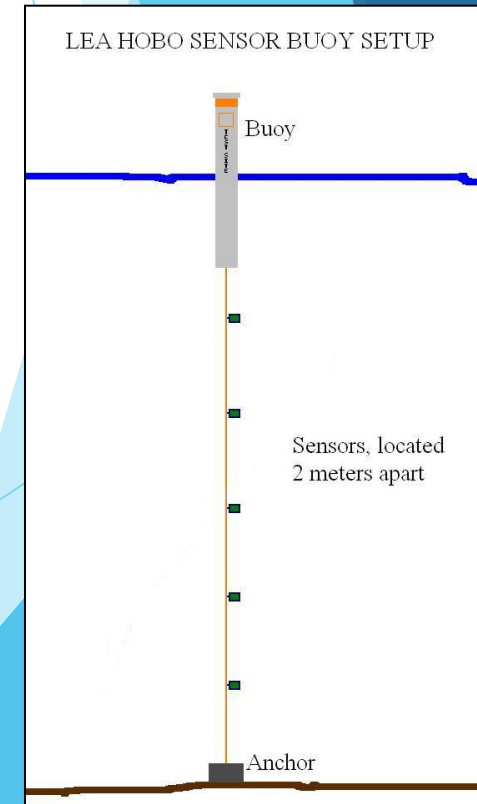 LEA HOBO SENSOR BUOY SETUP
Buoy
Sensors, located
2 meters apart
Anchor